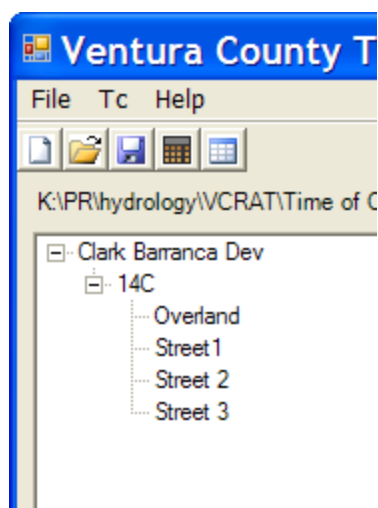 Ventura County T
File Tc Help
K:\PR\hydrology\VCRAT\Time of C
Clark Barranca Dev
14C
Overland
Street1
Street 2
Street 3